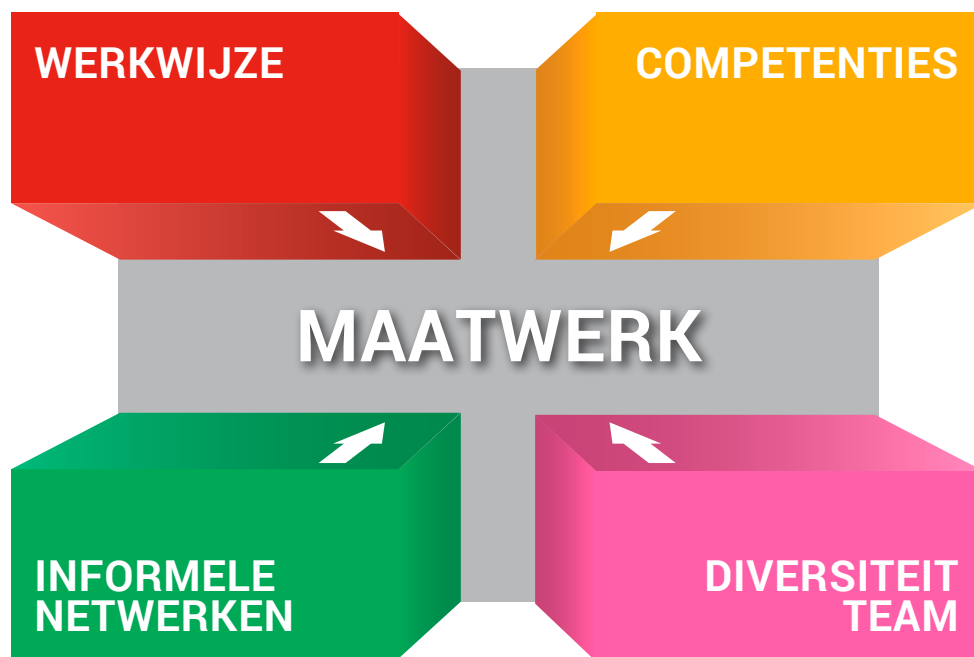 WERKWIJZE
COMPETENTIES
MAATWERK
INFORMELE
NETWERKEN
DIVERSITEIT
TEAM